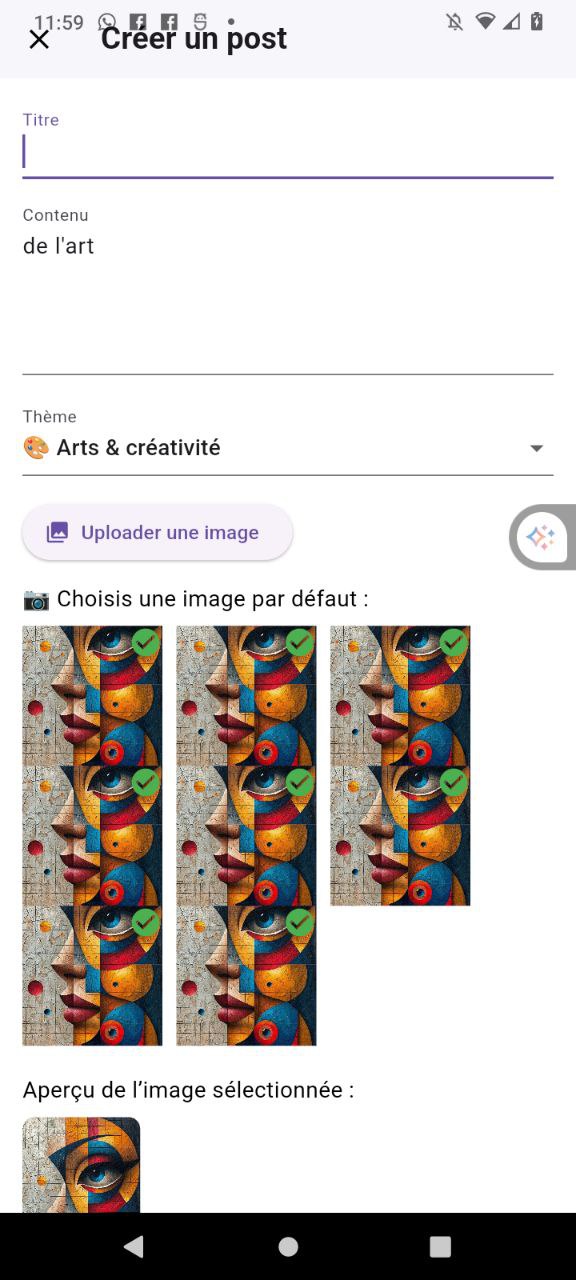 11:59
Créer un post
Titre
Contenu
de l'art
Thème
🎨 Arts & créativité
Uploader une image
📷 Choisis une image par défaut :
Aperçu de l’image sélectionnée :